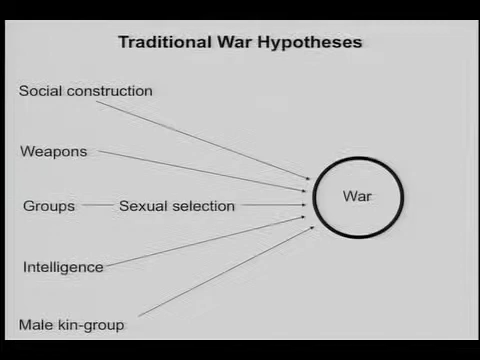 Traditional War Hypotheses
Social construction
Weapons
Groups Sexual selection
War
Intelligence
Male kin-group